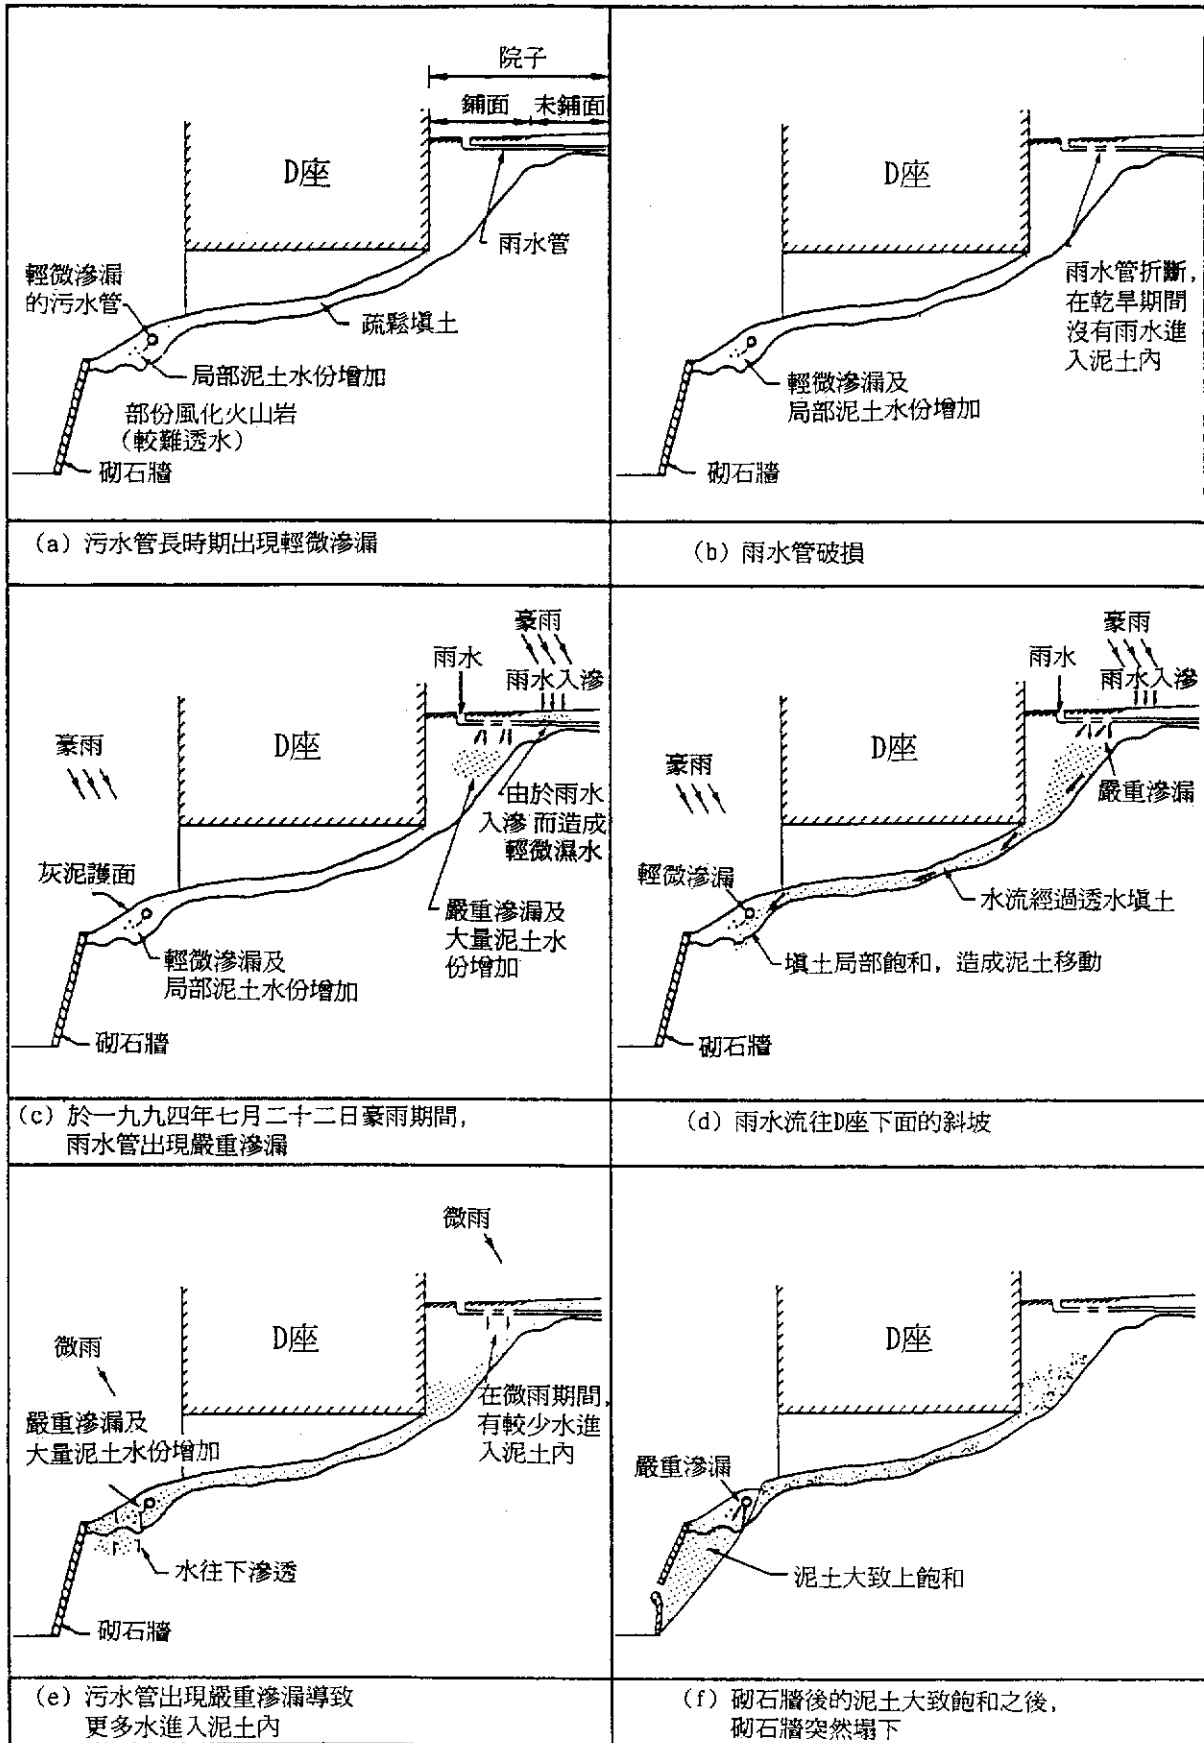 院子
鋪面
未鋪面
D座
雨水管
輕微滲漏
的污水管
疏鬆填土
局部泥土水份增加
部份風化火山岩
(較難透水)
砌石牆
(a) 污水管長時期出現輕微滲漏
D座
雨水管折斷,
在乾旱期間
沒有雨水進
入泥土內
輕微滲漏及
局部泥土水份增加
砌石牆
(b) 雨水管破損
豪雨
雨水
雨水入滲
豪雨
D座
由於雨水
入滲而造成
輕微濕水
灰泥護面
嚴重滲漏及
大量泥土水
份增加
輕微滲漏及
局部泥土水份增加
砌石牆
(c) 於一九九四年七月二十二日豪雨期間,
雨水管出現嚴重滲漏
豪雨
雨水
雨水入滲
豪雨
D座
嚴重滲漏
輕微滲漏
水流經過透水填土
填土局部飽和, 造成泥土移動
砌石牆
(d) 雨水流往D座下面的斜坡
微雨
D座
微雨
在微雨期間,
有較少水進
入泥土內
嚴重滲漏及
大量泥土水份增加
水往下滲透
砌石牆
(e) 污水管出現嚴重滲漏導致
更多水進入泥土內
D座
嚴重滲漏
泥土大致上飽和
(f) 砌石牆後的泥土大致飽和之後,
砌石牆突然塌下